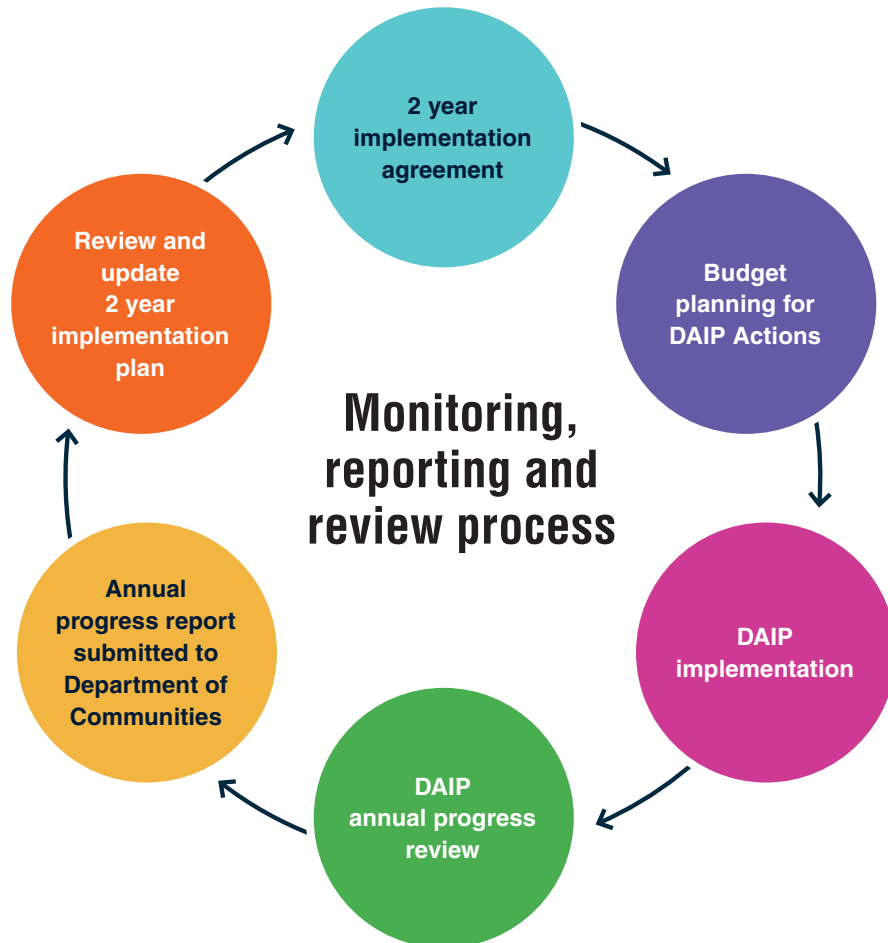 2 year
implementation
agreement
Budget
planning for
DAIP Actions
DAIP
implementation
DAIP
annual progress
review
Annual
progress report
submitted to
Department of
Communities
Review and
update
2 year
implementation
plan
Monitoring,
reporting and
review process